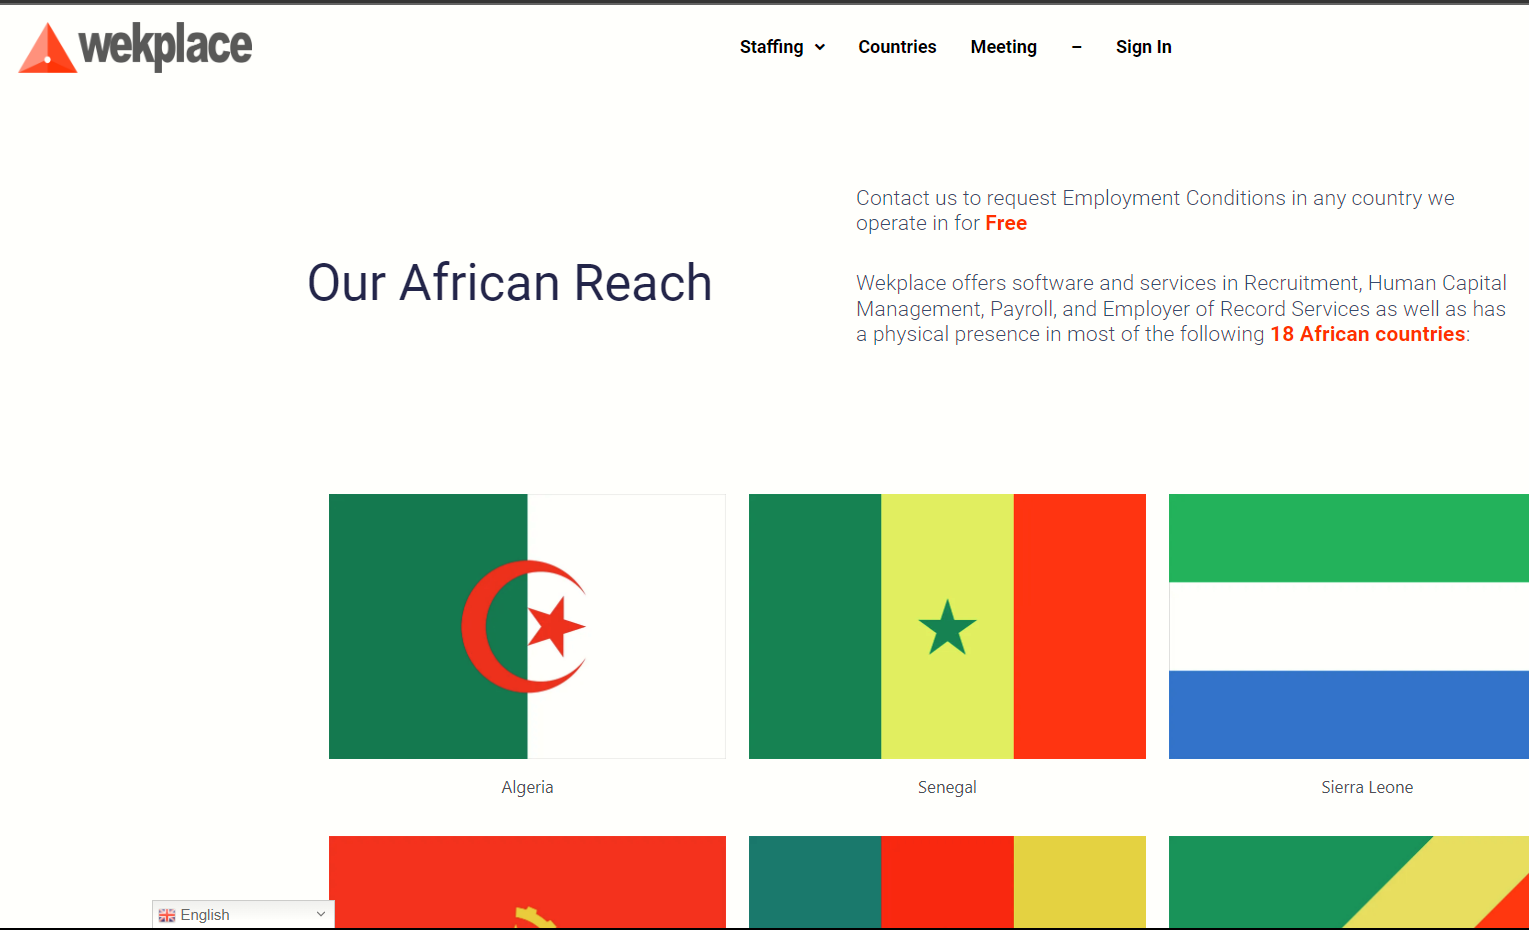 wekplace
Staffing
Countries
Meeting
–
Sign In
Our African Reach
Contact us to request Employment Conditions in any country we
operate in for Free
Wekplace offers software and services in Recruitment, Human Capital
Management, Payroll, and Employer of Record Services as well as has
a physical presence in most of the following 18 African countries:
Algeria
Senegal
Sierra Leone
English